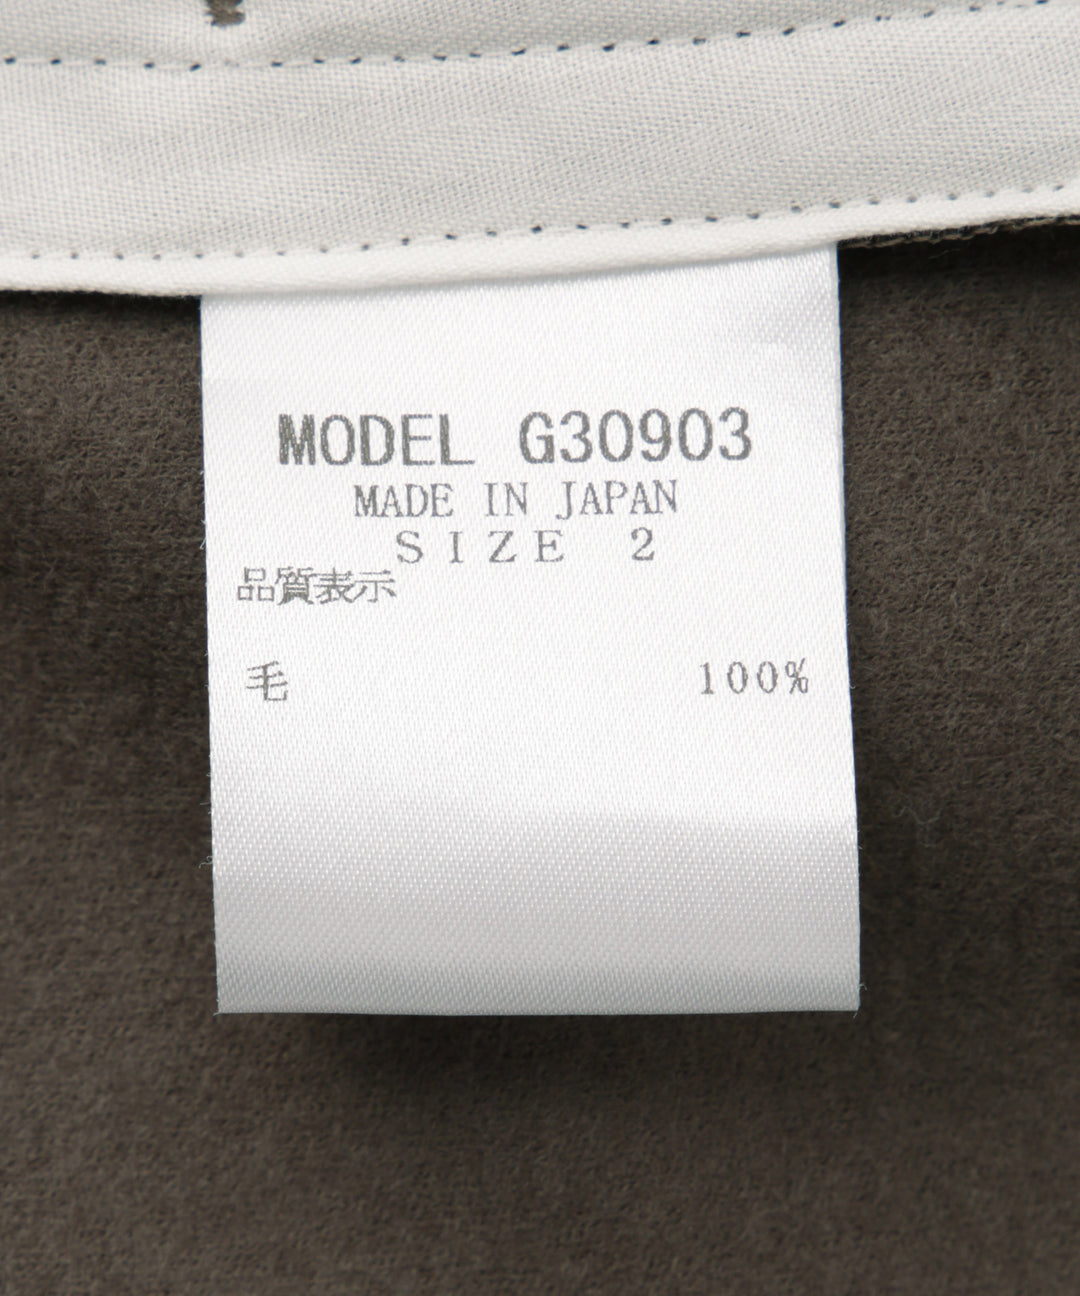 MODEL G30903
MADE IN JAPAN
SIZE 2
品質表示
毛 100%